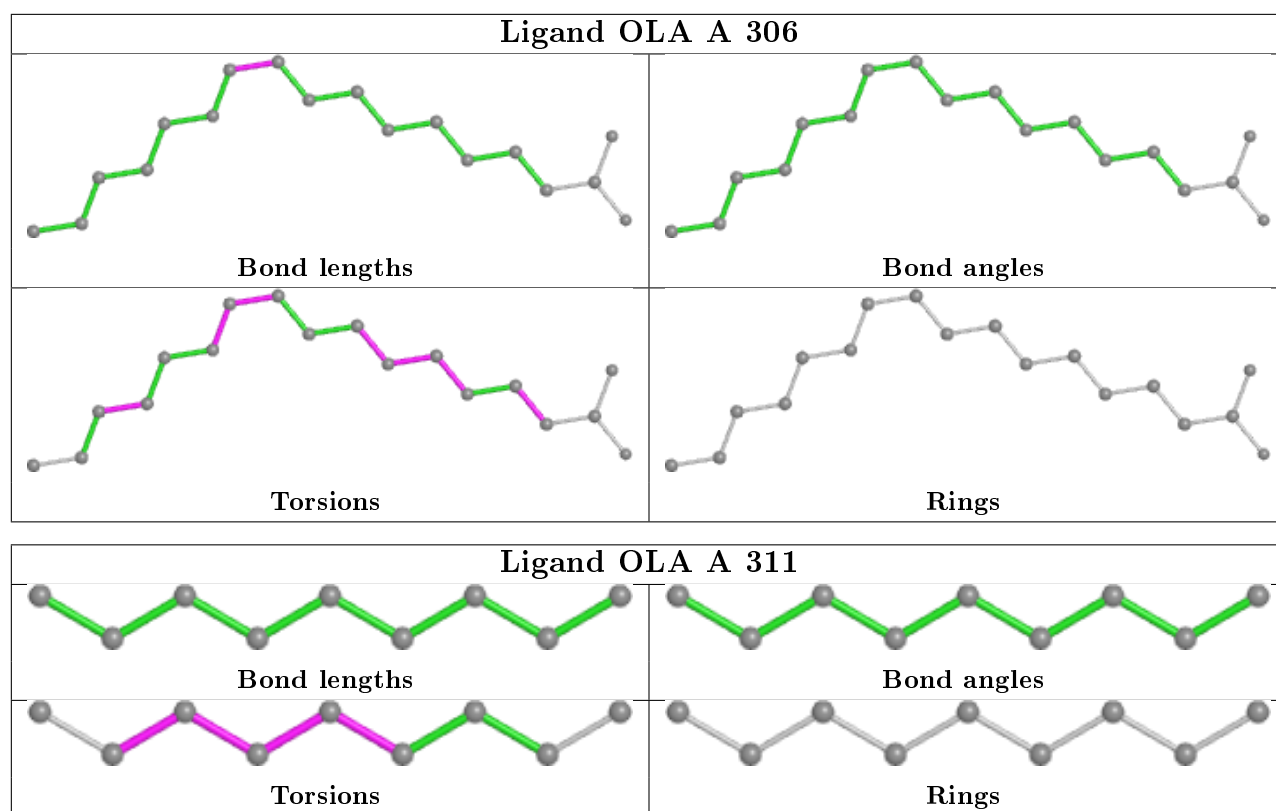 Ligand OLA A 306
Bond lengths
Bond angles
Torsions
Rings
Ligand OLA A 311
Bond lengths
Bond angles
Torsions
Rings